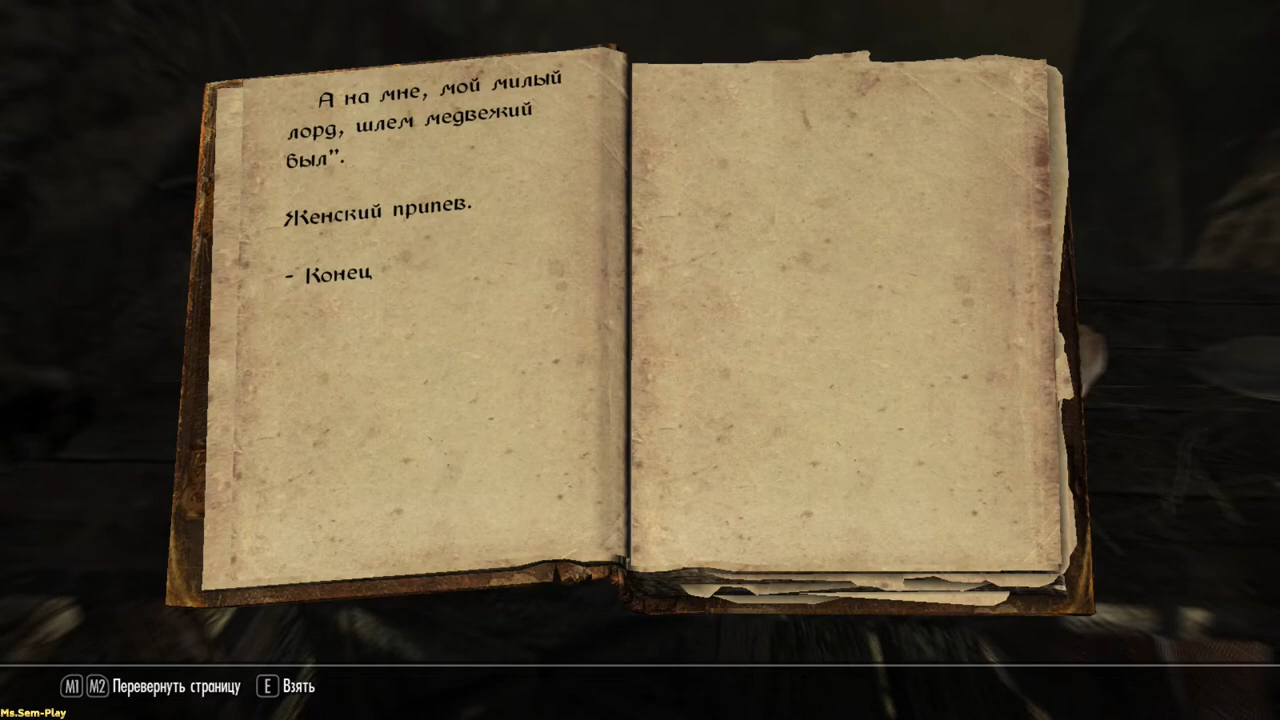 А на мне, мой милый
лорд, шлем медвежий
был".
Женский припев.
- Конец
M1 M2 Перевернуть страницу E Взять
Ms.Sem-Play